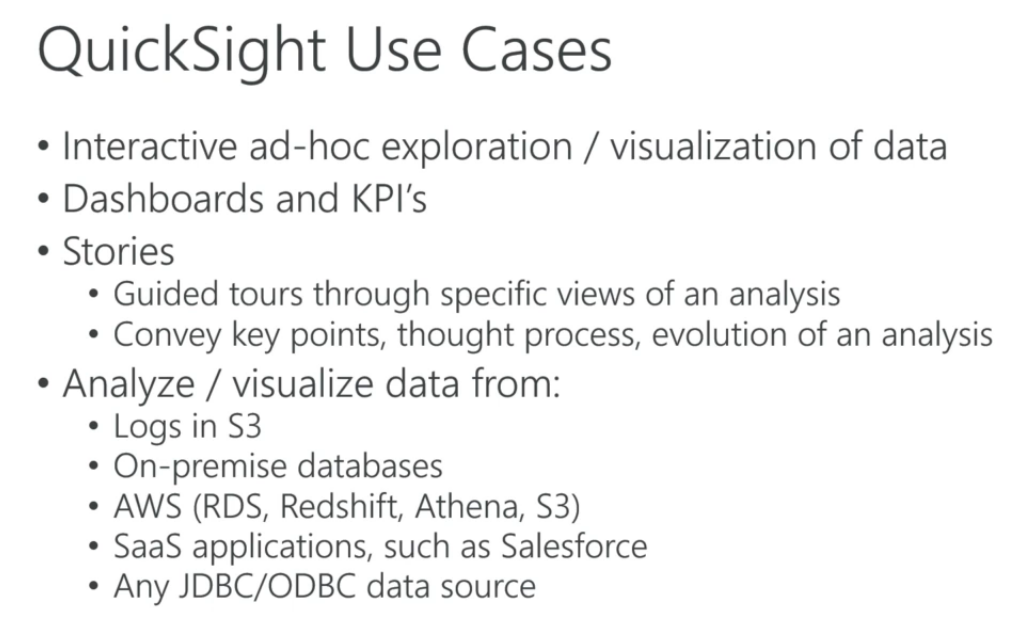 QuickSight Use Cases
• Interactive ad-hoc exploration / visualization of data
• Dashboards and KPI's
• Stories
• Guided tours through specific views of an analysis
• Convey key points, thought process, evolution of an analysis
• Analyze / visualize data from:
• Logs in S3
• On-premise databases
• AWS (RDS, Redshift, Athena, S3)
• SaaS applications, such as Salesforce
• Any JDBC/ODBC data source